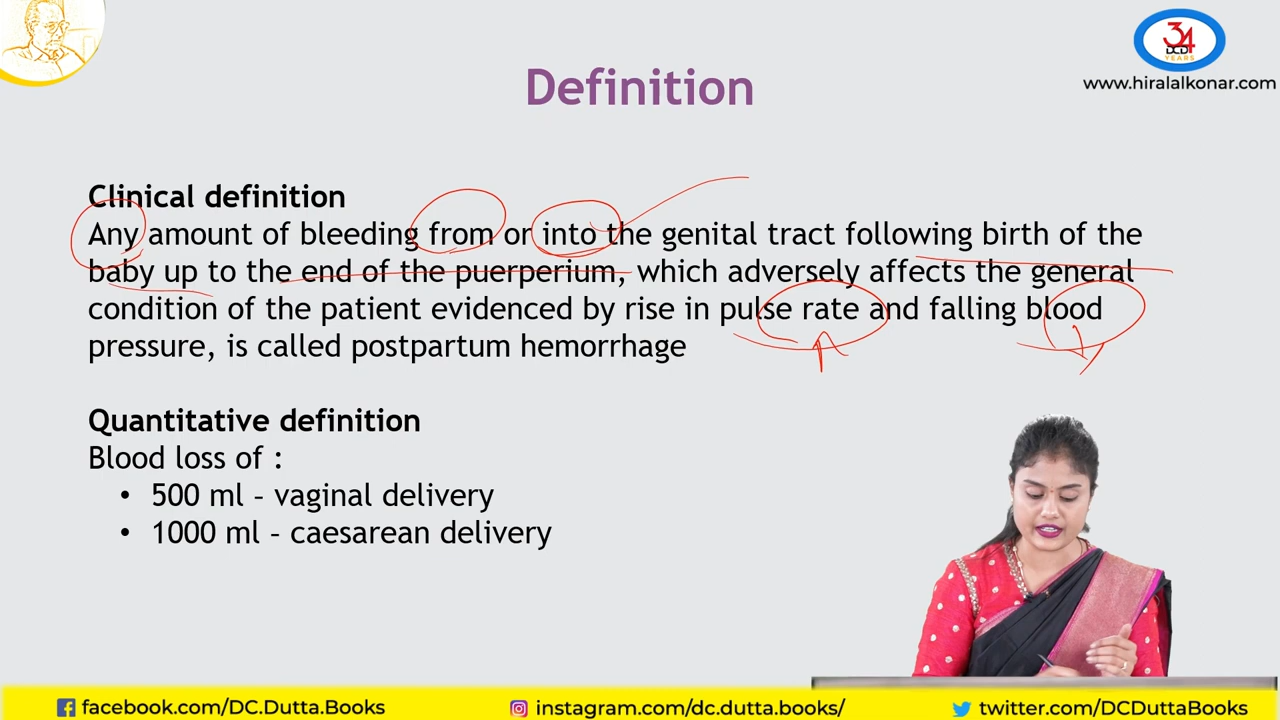 34
DCD
YEARS
www.hiralalkonar.com
Definition
Clinical definition
Any amount of bleeding from or into the genital tract following birth of the
baby up to the end of the puerperium, which adversely affects the general
condition of the patient evidenced by rise in pulse rate and falling blood
pressure, is called postpartum hemorrhage
Quantitative definition
Blood loss of :
• 500 ml – vaginal delivery
• 1000 ml – caesarean delivery
facebook.com/DC.Dutta.Books
instagram.com/dc.dutta.books/
twitter.com/DCDuttaBooks